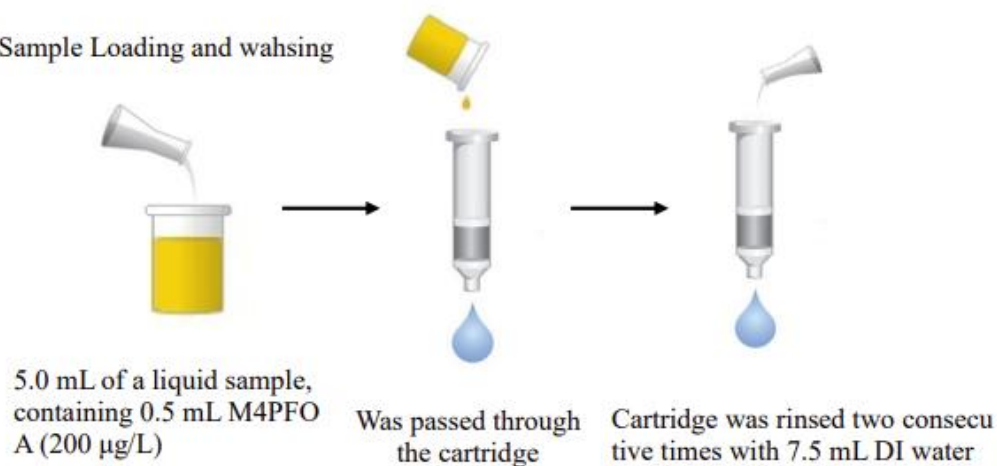 Sample Loading and wahsing
5.0 mL of a liquid sample,
containing 0.5 mL M4PFO
A (200 µg/L)
Was passed through
the cartridge
Cartridge was rinsed two consecu
tive times with 7.5 mL DI water